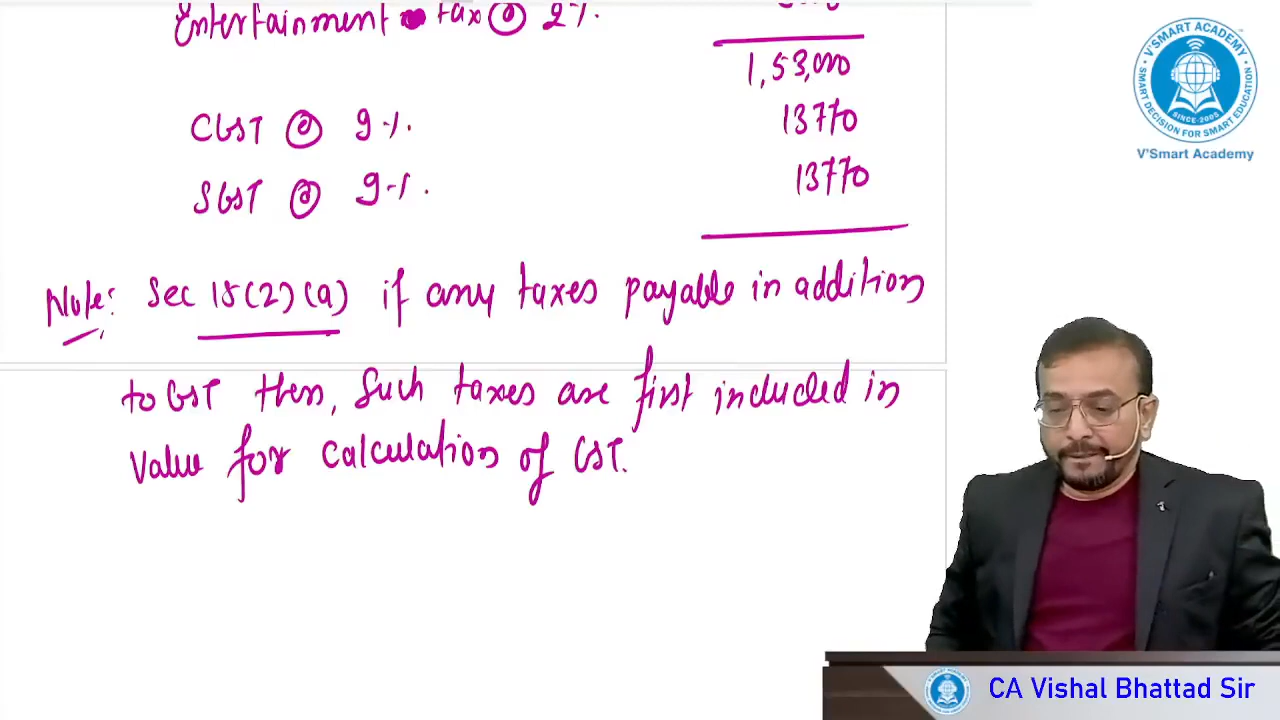 Entertainment tax @ 2%.
1,53,000
CGST @ 9%. 13770
SGST @ 9%. 13770
Note: Sec 15(2)(a) if any taxes payable in addition
to GST then, Such taxes are first included in
Value for calculation of GST.
V'SMART ACADEMY
SMART DECISION FOR SMART EDUCATION
SINCE-2005
V'Smart Academy
CA Vishal Bhattad Sir